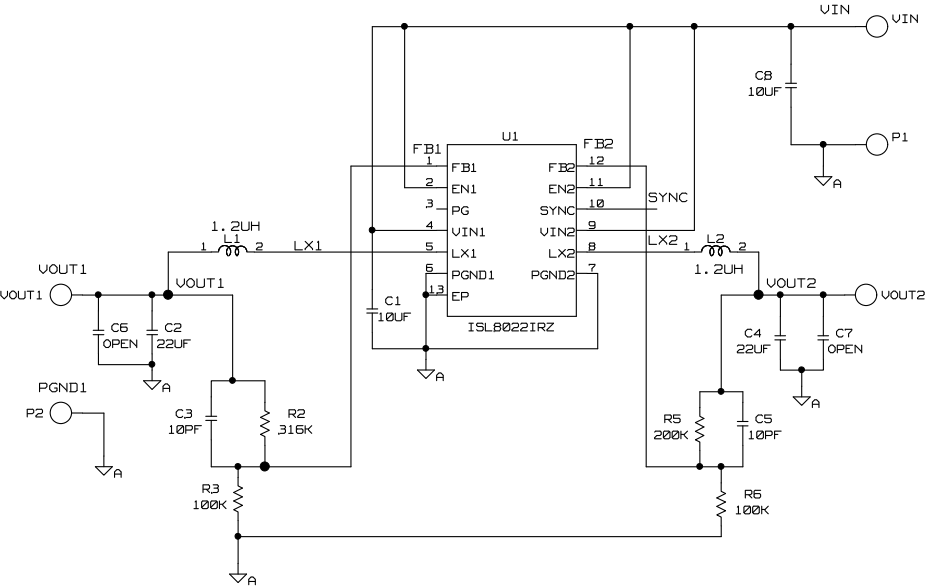 VIN
VIN
C8
10UF
P1
A
U1
FB1
FB2
1
FB1
FB2
12
2
EN1
EN2
11
3
PG
SYNC
10
SYNC
4
VIN1
VIN2
9
5
LX1
LX2
8
6
PGND1
PGND2
7
13
EP
ISL8022IRZ
1.2UH
1
L1
2
LX1
LX2
1
L2
2
1.2UH
VOUT1
VOUT1
VOUT1
VOUT2
VOUT2
C1
10UF
A
C6
OPEN
C2
22UF
A
C4
22UF
C7
OPEN
A
PGND1
P2
A
C3
10PF
R2
316K
R5
200K
C5
10PF
R3
100K
R6
100K
A